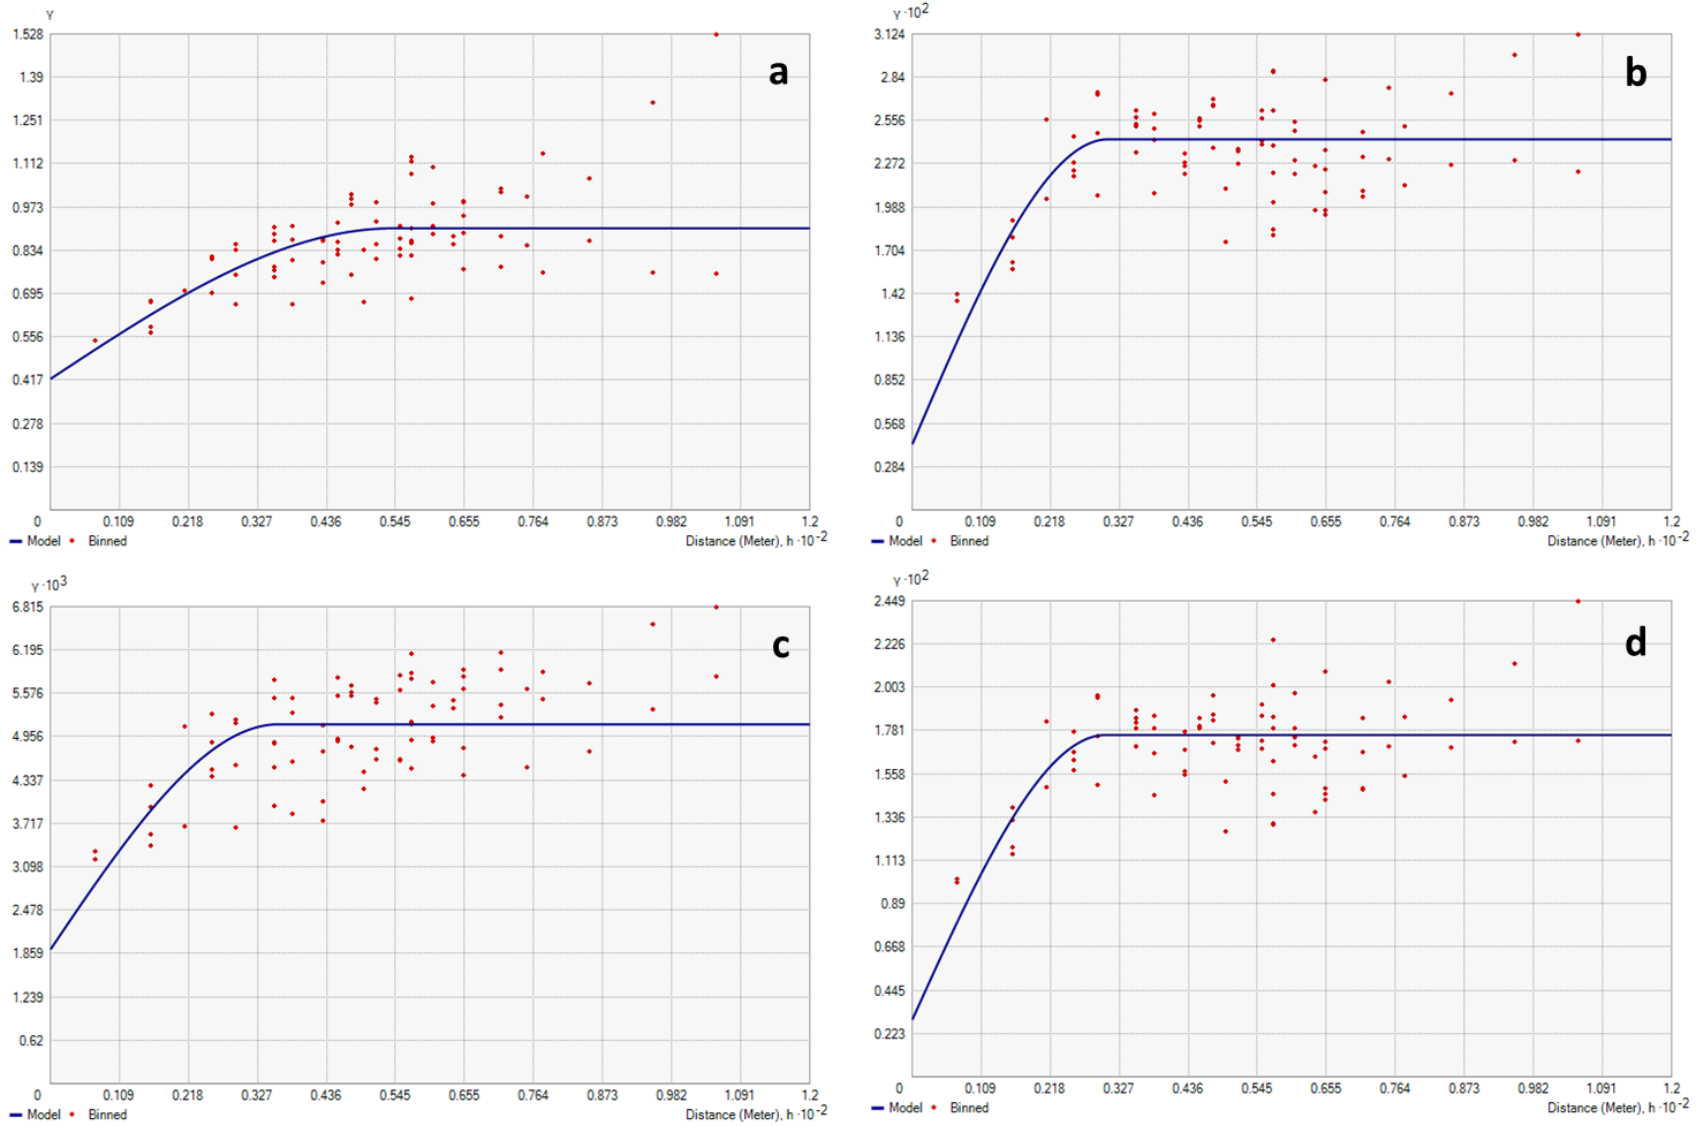 γ
1.528
1.39
1.251
1.112
0.973
0.834
0.695
0.556
0.417
0.278
0.139
0 0.109 0.218 0.327 0.436 0.545 0.655 0.764 0.873 0.982 1.091 1.2
Model Binned Distance (Meter), h ·10⁻²
a
γ ·10²
3.124
2.84
2.556
2.272
1.988
1.704
1.42
1.136
0.852
0.568
0.284
0 0.109 0.218 0.327 0.436 0.545 0.655 0.764 0.873 0.982 1.091 1.2
Model Binned Distance (Meter), h ·10⁻²
b
γ ·10³
6.815
6.195
5.576
4.956
4.337
3.717
3.098
2.478
1.859
1.239
0.62
0 0.109 0.218 0.327 0.436 0.545 0.655 0.764 0.873 0.982 1.091 1.2
Model Binned Distance (Meter), h ·10⁻²
c
γ ·10²
2.449
2.226
2.003
1.781
1.558
1.336
1.113
0.89
0.668
0.445
0.223
0 0.109 0.218 0.327 0.436 0.545 0.655 0.764 0.873 0.982 1.091 1.2
Model Binned Distance (Meter), h ·10⁻²
d